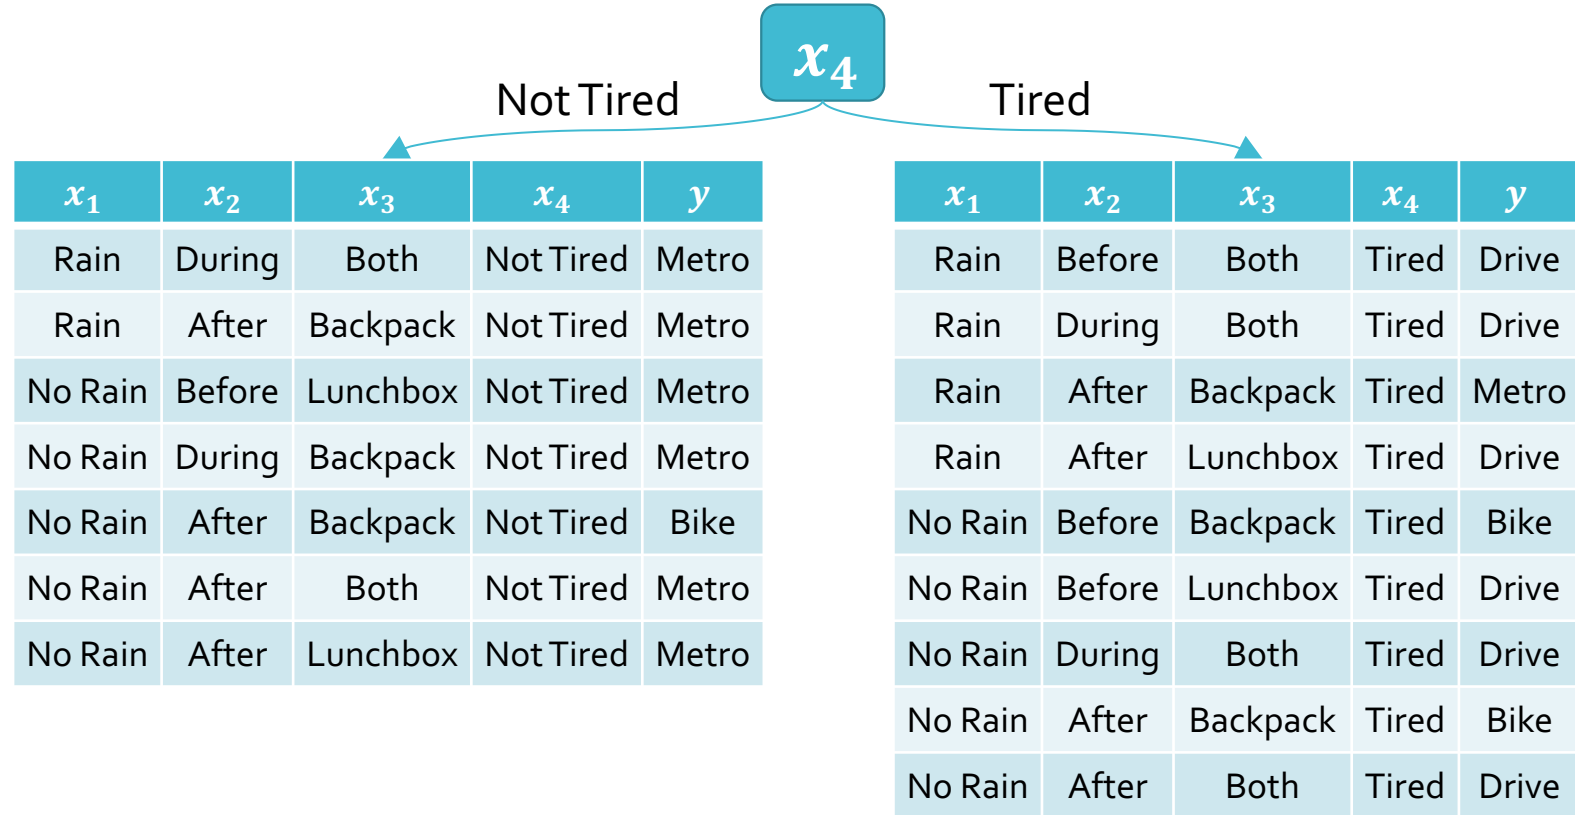 x₄
Not Tired Tired
x₁ x₂ x₃ x₄ y
Rain During Both Not Tired Metro
Rain After Backpack Not Tired Metro
No Rain Before Lunchbox Not Tired Metro
No Rain During Backpack Not Tired Metro
No Rain After Backpack Not Tired Bike
No Rain After Both Not Tired Metro
No Rain After Lunchbox Not Tired Metro
x₁ x₂ x₃ x₄ y
Rain Before Both Tired Drive
Rain During Both Tired Drive
Rain After Backpack Tired Metro
Rain After Lunchbox Tired Drive
No Rain Before Backpack Tired Bike
No Rain Before Lunchbox Tired Drive
No Rain During Both Tired Drive
No Rain After Backpack Tired Bike
No Rain After Both Tired Drive